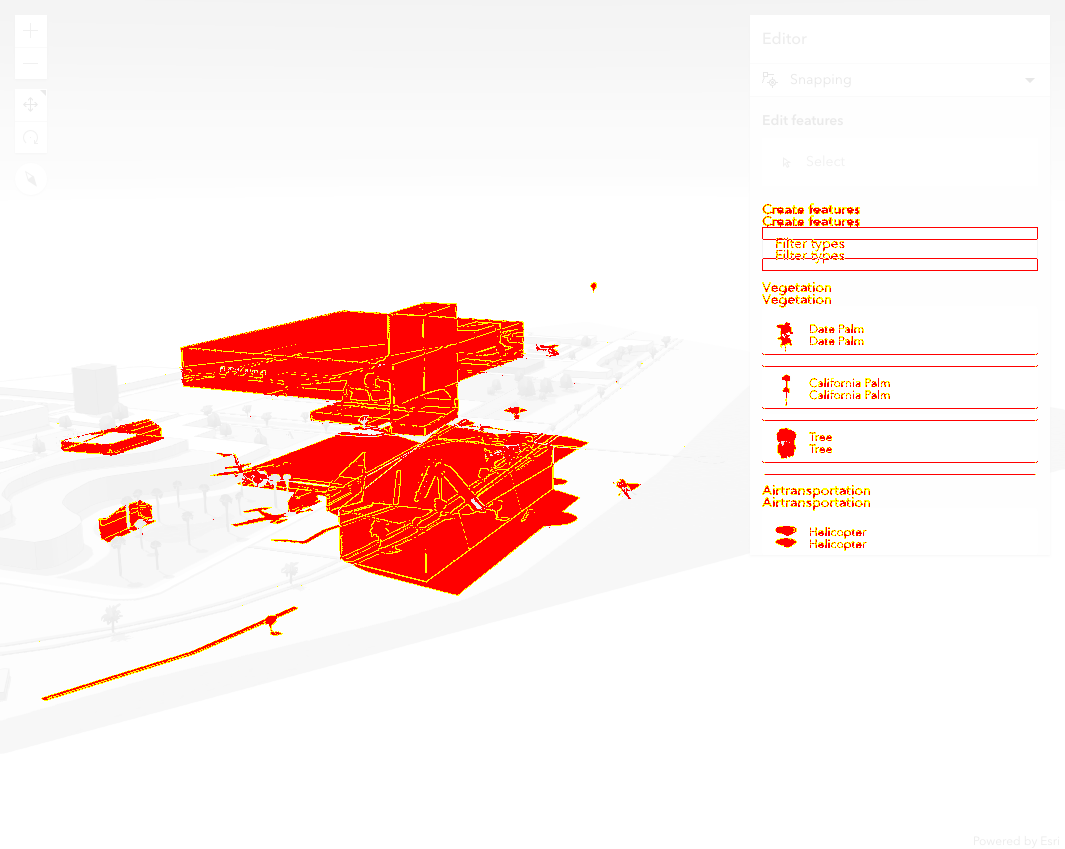 Editor
Snapping
Edit features
Select
Create features
Create features
Filter types
Filter types
Vegetation
Vegetation
Date Palm
Date Palm
California Palm
California Palm
Tree
Tree
Airtransportation
Airtransportation
Helicopter
Helicopter
Powered by Esri